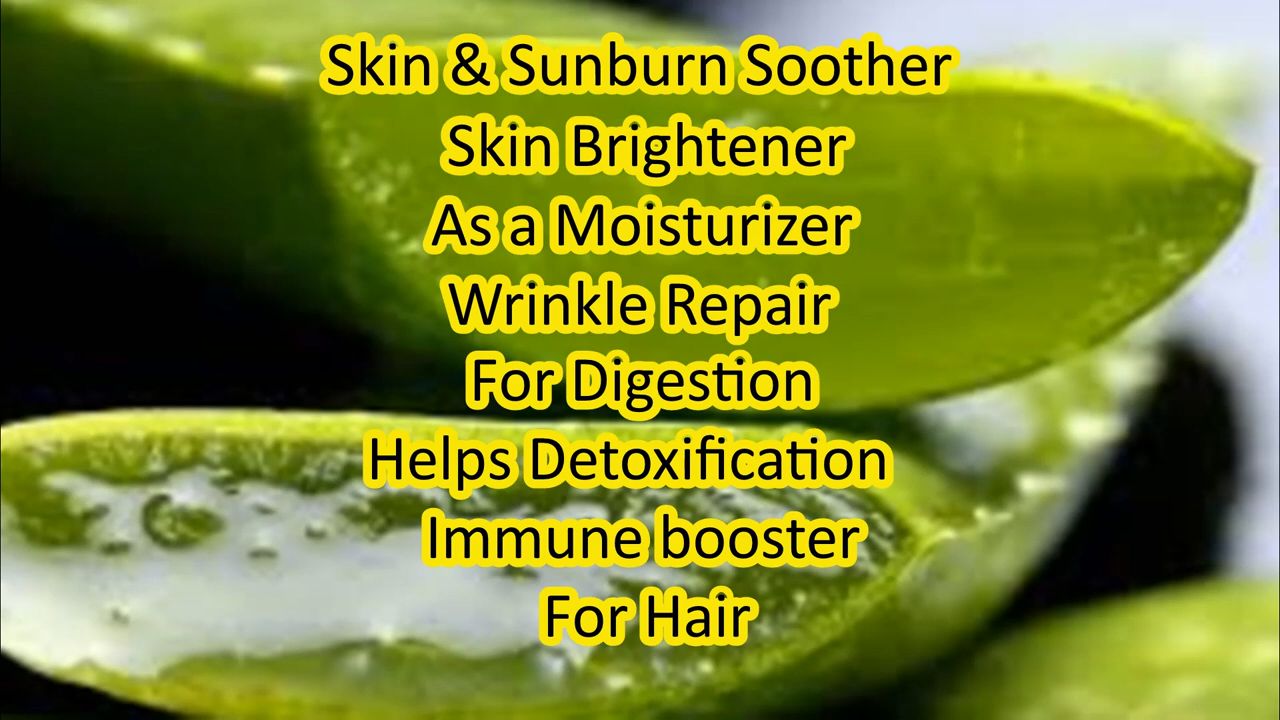 Skin & Sunburn Soother
Skin Brightener
As a Moisturizer
Wrinkle Repair
For Digestion
Helps Detoxification
Immune booster
For Hair